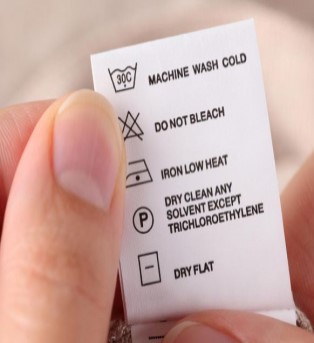 30C MACHINE WASH COLD
DO NOT BLEACH
IRON LOW HEAT
DRY CLEAN ANY
SOLVENT EXCEPT
P TRICHLOROETHYLENE
DRY FLAT